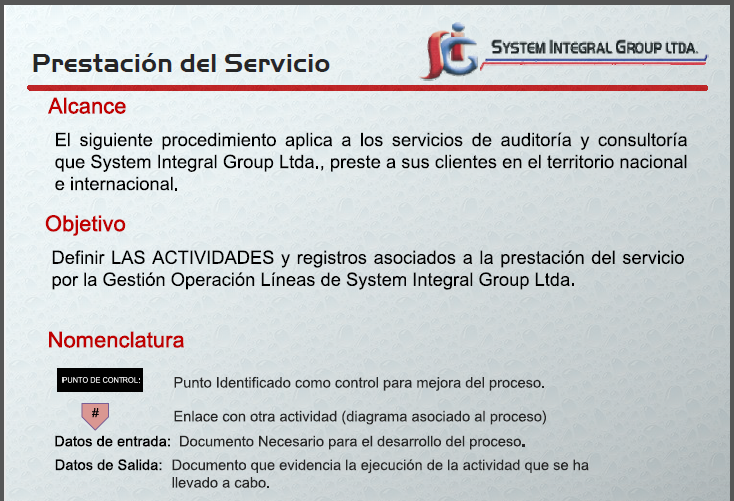 Prestación del Servicio
SYSTEM INTEGRAL GROUP LTDA.
Alcance
El siguiente procedimiento aplica a los servicios de auditoría y consultoría
que System Integral Group Ltda., preste a sus clientes en el territorio nacional
e internacional.
Objetivo
Definir LAS ACTIVIDADES y registros asociados a la prestación del servicio
por la Gestión Operación Líneas de System Integral Group Ltda.
Nomenclatura
PUNTO DE CONTROL: Punto Identificado como control para mejora del proceso.
# Enlace con otra actividad (diagrama asociado al proceso)
Datos de entrada: Documento Necesario para el desarrollo del proceso.
Datos de Salida: Documento que evidencia la ejecución de la actividad que se ha
llevado a cabo.